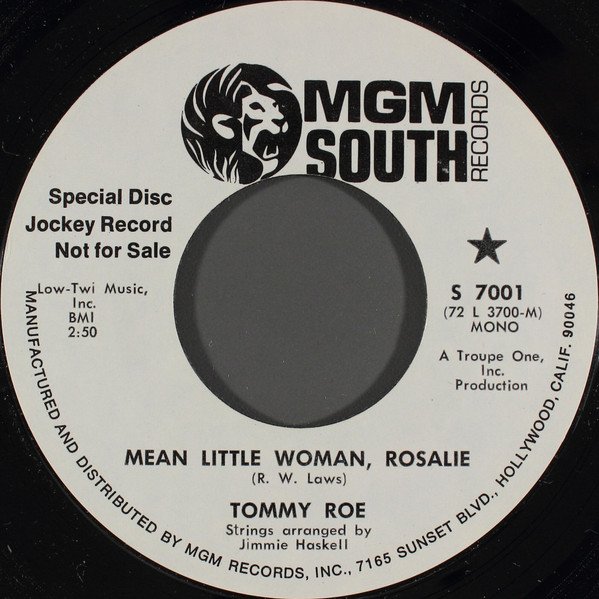 MGM
SOUTH
RECORDS
Special Disc
Jockey Record
Not for Sale
Low-Twi Music,
Inc.
BMI
2:50
S 7001
(72 L 3700-M)
MONO
A Troupe One,
Inc.
Production
MEAN LITTLE WOMAN, ROSALIE
(R. W. Laws)
TOMMY ROE
Strings arranged by
Jimmie Haskell
MANUFACTURED AND DISTRIBUTED BY MGM RECORDS, INC., 7165 SUNSET BLVD., HOLLYWOOD, CALIF. 90046